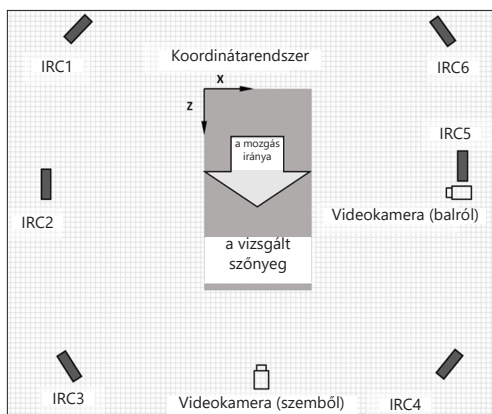 IRC1
Koordinátarendszer
IRC6
x
z
a mozgás
iránya
IRC5
IRC2
Videokamera (balról)
a vizsgált
szőnyeg
IRC3
Videokamera (szemből)
IRC4